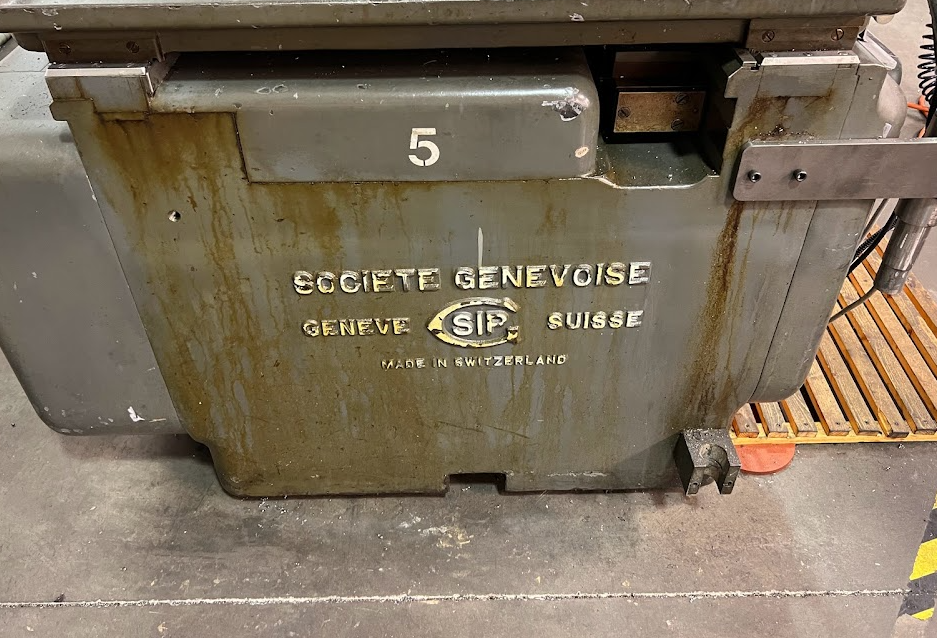 5
SOCIETE GENEVOISE
GENEVE SIP SUISSE
MADE IN SWITZERLAND